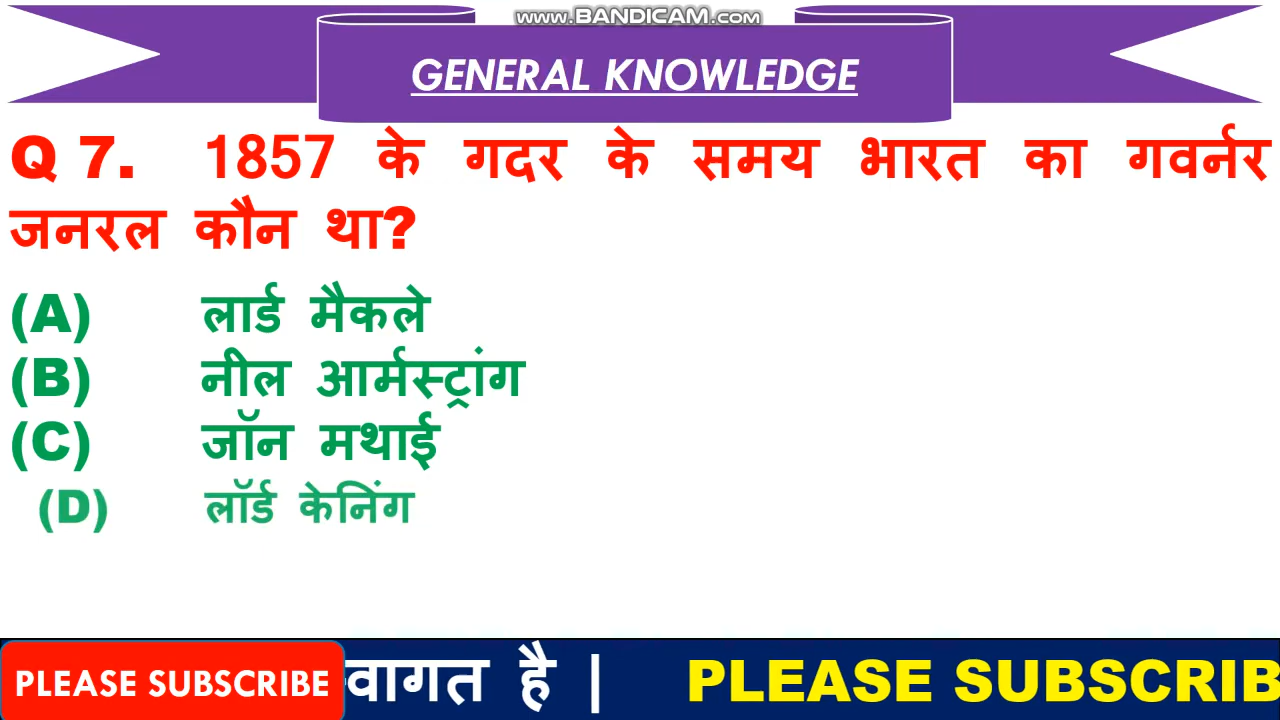 www.BANDICAM.com
GENERAL KNOWLEDGE
Q 7. 1857 के गदर के समय भारत का गवर्नर
जनरल कौन था?
(A) लार्ड मैकले
(B) नील आर्मस्ट्रांग
(C) जॉन मथाई
(D) लॉर्ड केनिंग
PLEASE SUBSCRIBE
है | PLEASE SUBSCRIB